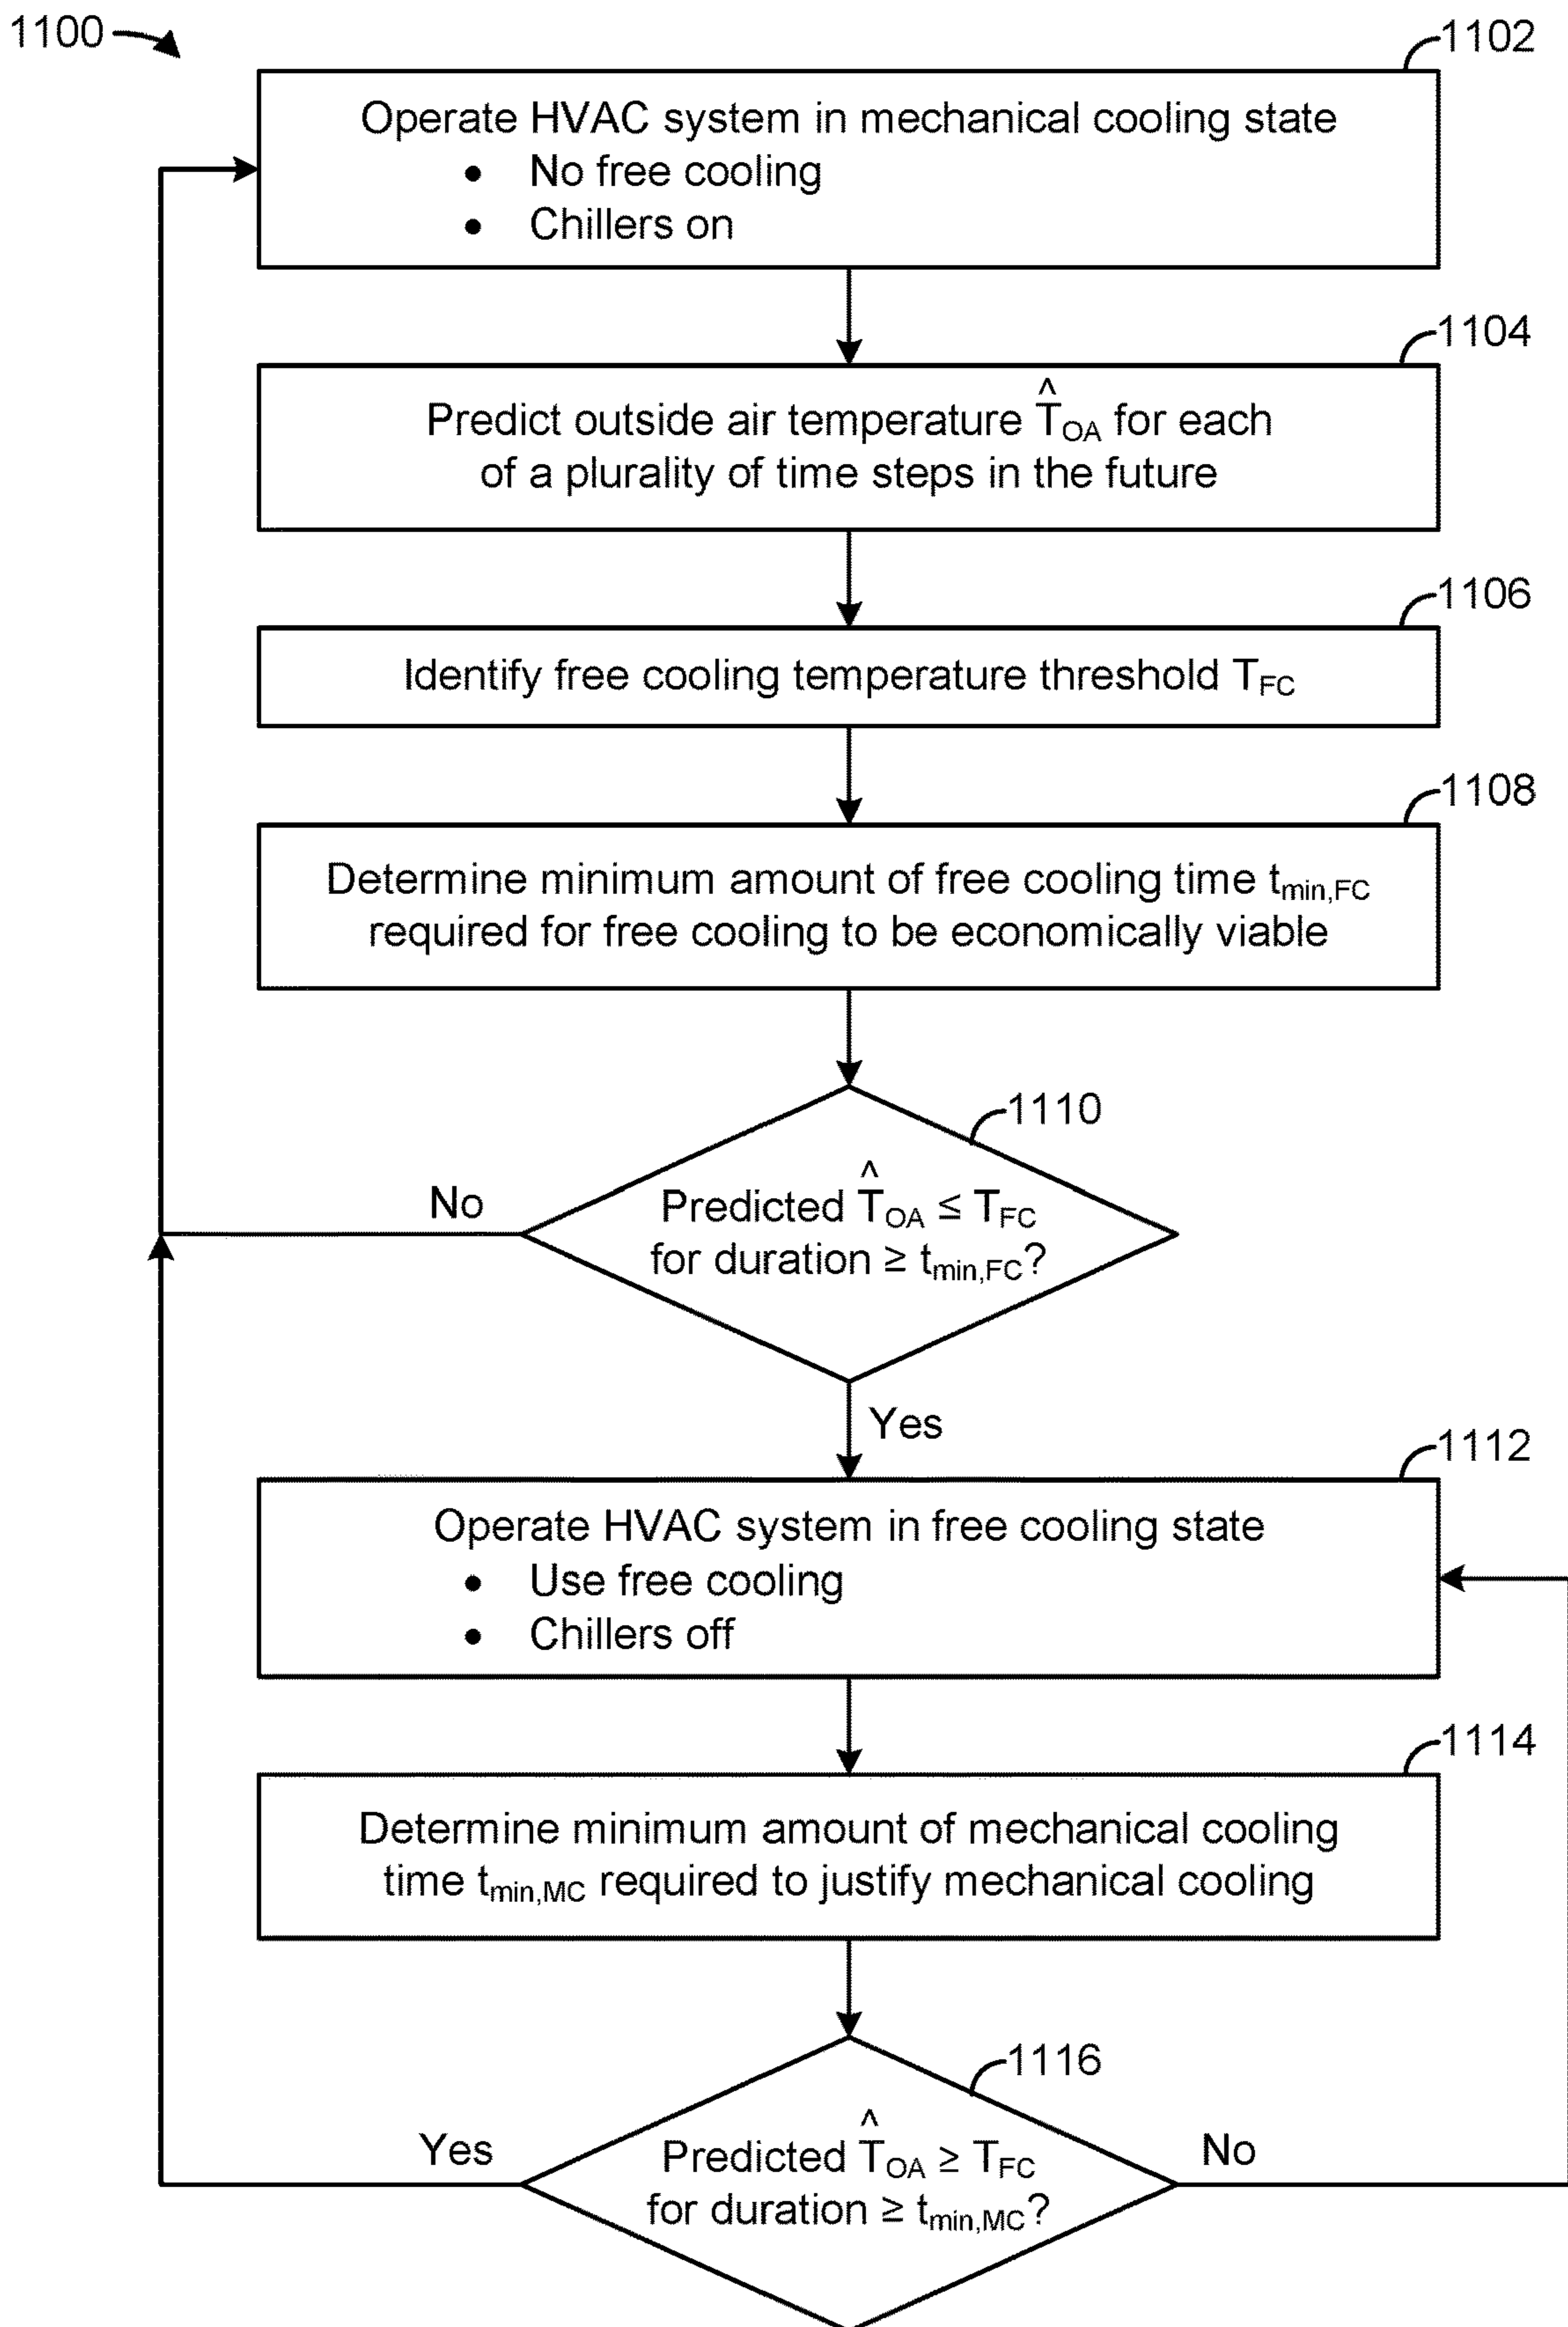 1100
1102
Operate HVAC system in mechanical cooling state
• No free cooling
• Chillers on
1104
Predict outside air temperature T̂OA for each
of a plurality of time steps in the future
1106
Identify free cooling temperature threshold TFC
1108
Determine minimum amount of free cooling time tmin,FC
required for free cooling to be economically viable
1110
No
Predicted T̂OA ≤ TFC
for duration ≥ tmin,FC?
Yes
1112
Operate HVAC system in free cooling state
• Use free cooling
• Chillers off
1114
Determine minimum amount of mechanical cooling
time tmin,MC required to justify mechanical cooling
1116
Yes
Predicted T̂OA ≥ TFC
for duration ≥ tmin,MC?
No